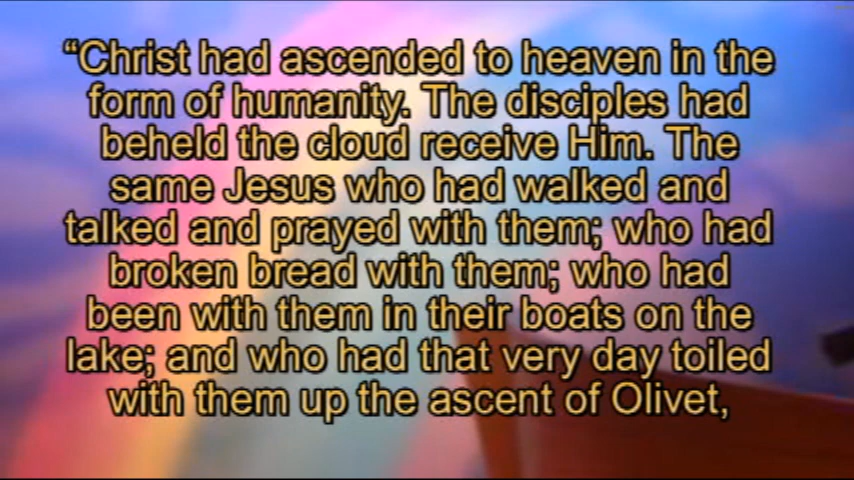 “Christ had ascended to heaven in the
form of humanity. The disciples had
beheld the cloud receive Him. The
same Jesus who had walked and
talked and prayed with them; who had
broken bread with them; who had
been with them in their boats on the
lake; and who had that very day toiled
with them up the ascent of Olivet,